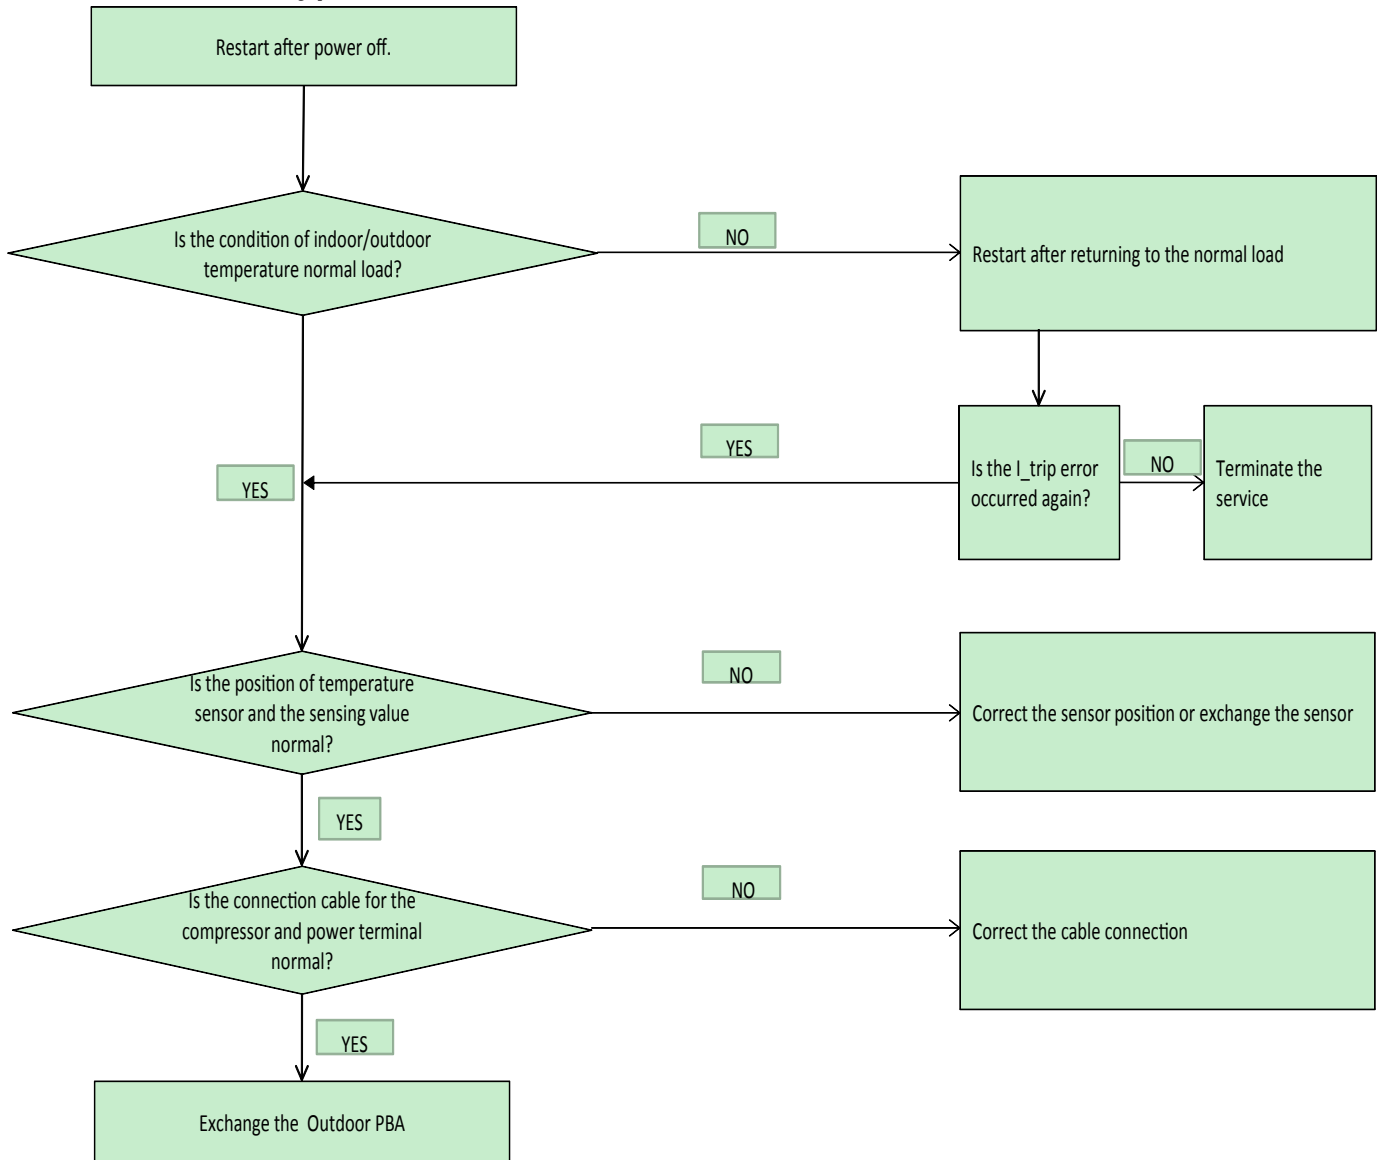 Restart after power off.
Is the condition of indoor/outdoor
temperature normal load?
NO
Restart after returning to the normal load
YES
YES
Is the I_trip error
occurred again?
NO
Terminate the
service
Is the position of temperature
sensor and the sensing value
normal?
NO
Correct the sensor position or exchange the sensor
YES
Is the connection cable for the
compressor and power terminal
normal?
NO
Correct the cable connection
YES
Exchange the Outdoor PBA